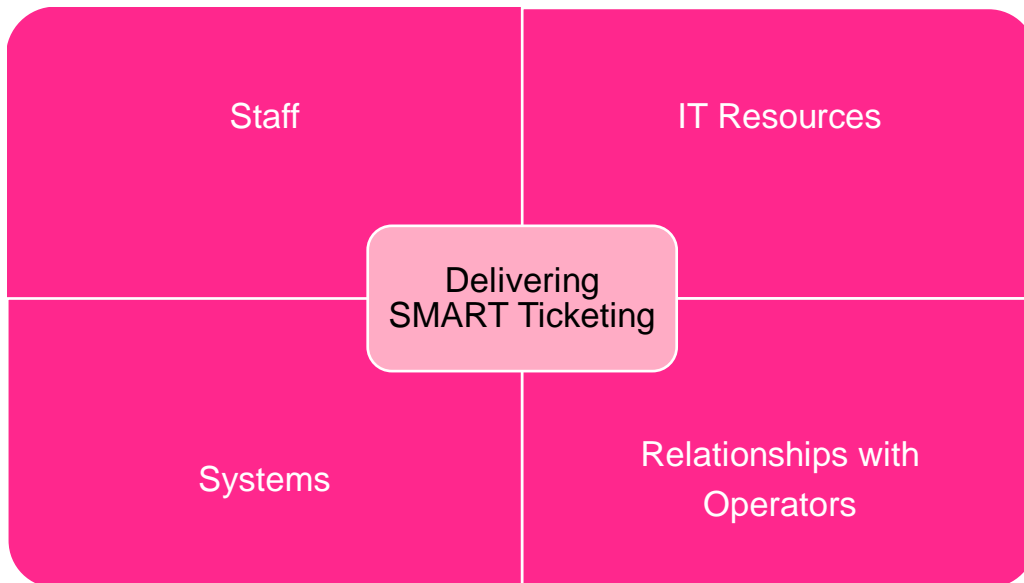 Staff
IT Resources
Delivering
SMART Ticketing
Systems
Relationships with
Operators